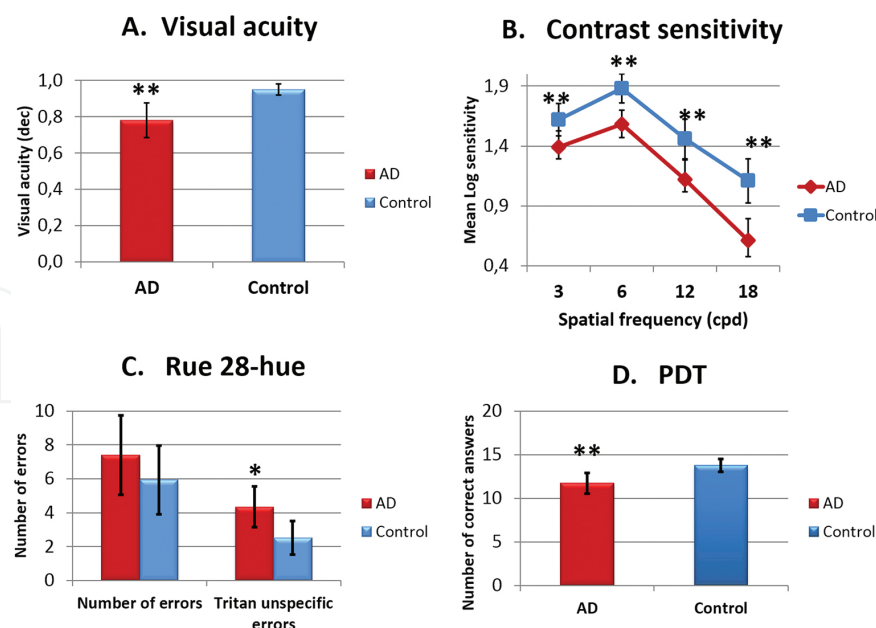 A. Visual acuity
Visual acuity (dec)
1,0
0,8
0,6
0,4
0,2
0,0
**
AD
Control
AD
Control
B. Contrast sensitivity
Mean Log sensitivity
1,9
1,4
0,9
0,4
**
**
**
**
3 6 12 18
Spatial frequency (cpd)
AD
Control
C. Rue 28-hue
Number of errors
10
8
6
4
2
0
*
Number of errors
Tritan unspecific
errors
AD
Control
D. PDT
Number of correct answers
20
15
10
5
0
**
AD
Control
AD
Control